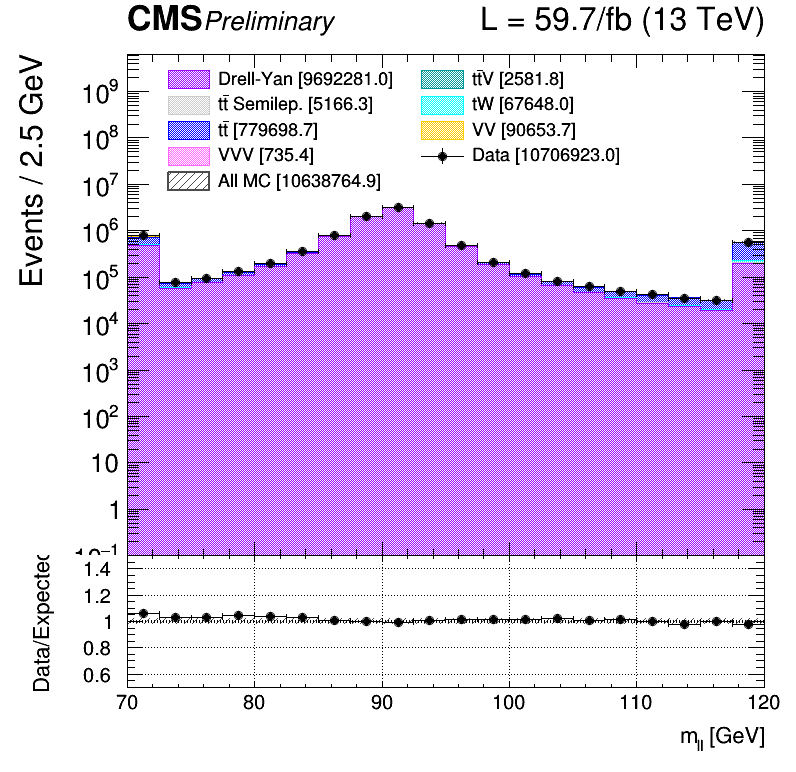 CMS Preliminary L = 59.7/fb (13 TeV)
Events / 2.5 GeV
Drell-Yan [9692281.0]
tt̄ Semilep. [5166.3]
tt̄ [779698.7]
VVV [735.4]
All MC [10638764.9]
tt̄V [2581.8]
tW [67648.0]
VV [90653.7]
Data [10706923.0]
10⁹
10⁸
10⁷
10⁶
10⁵
10⁴
10³
10²
10
1
10⁻¹
Data/Expected
1.4
1.2
1
0.8
0.6
70 80 90 100 110 120
m_ll [GeV]